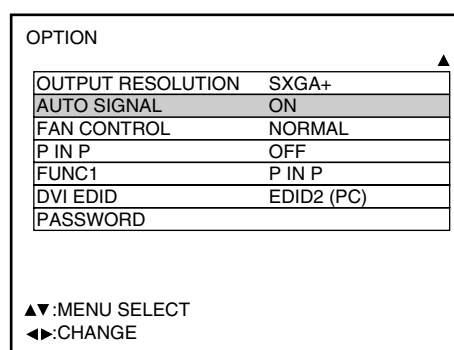 OPTION
▲
OUTPUT RESOLUTION SXGA+
AUTO SIGNAL ON
FAN CONTROL NORMAL
P IN P OFF
FUNC1 P IN P
DVI EDID EDID2 (PC)
PASSWORD
▲▼:MENU SELECT
◀▶:CHANGE